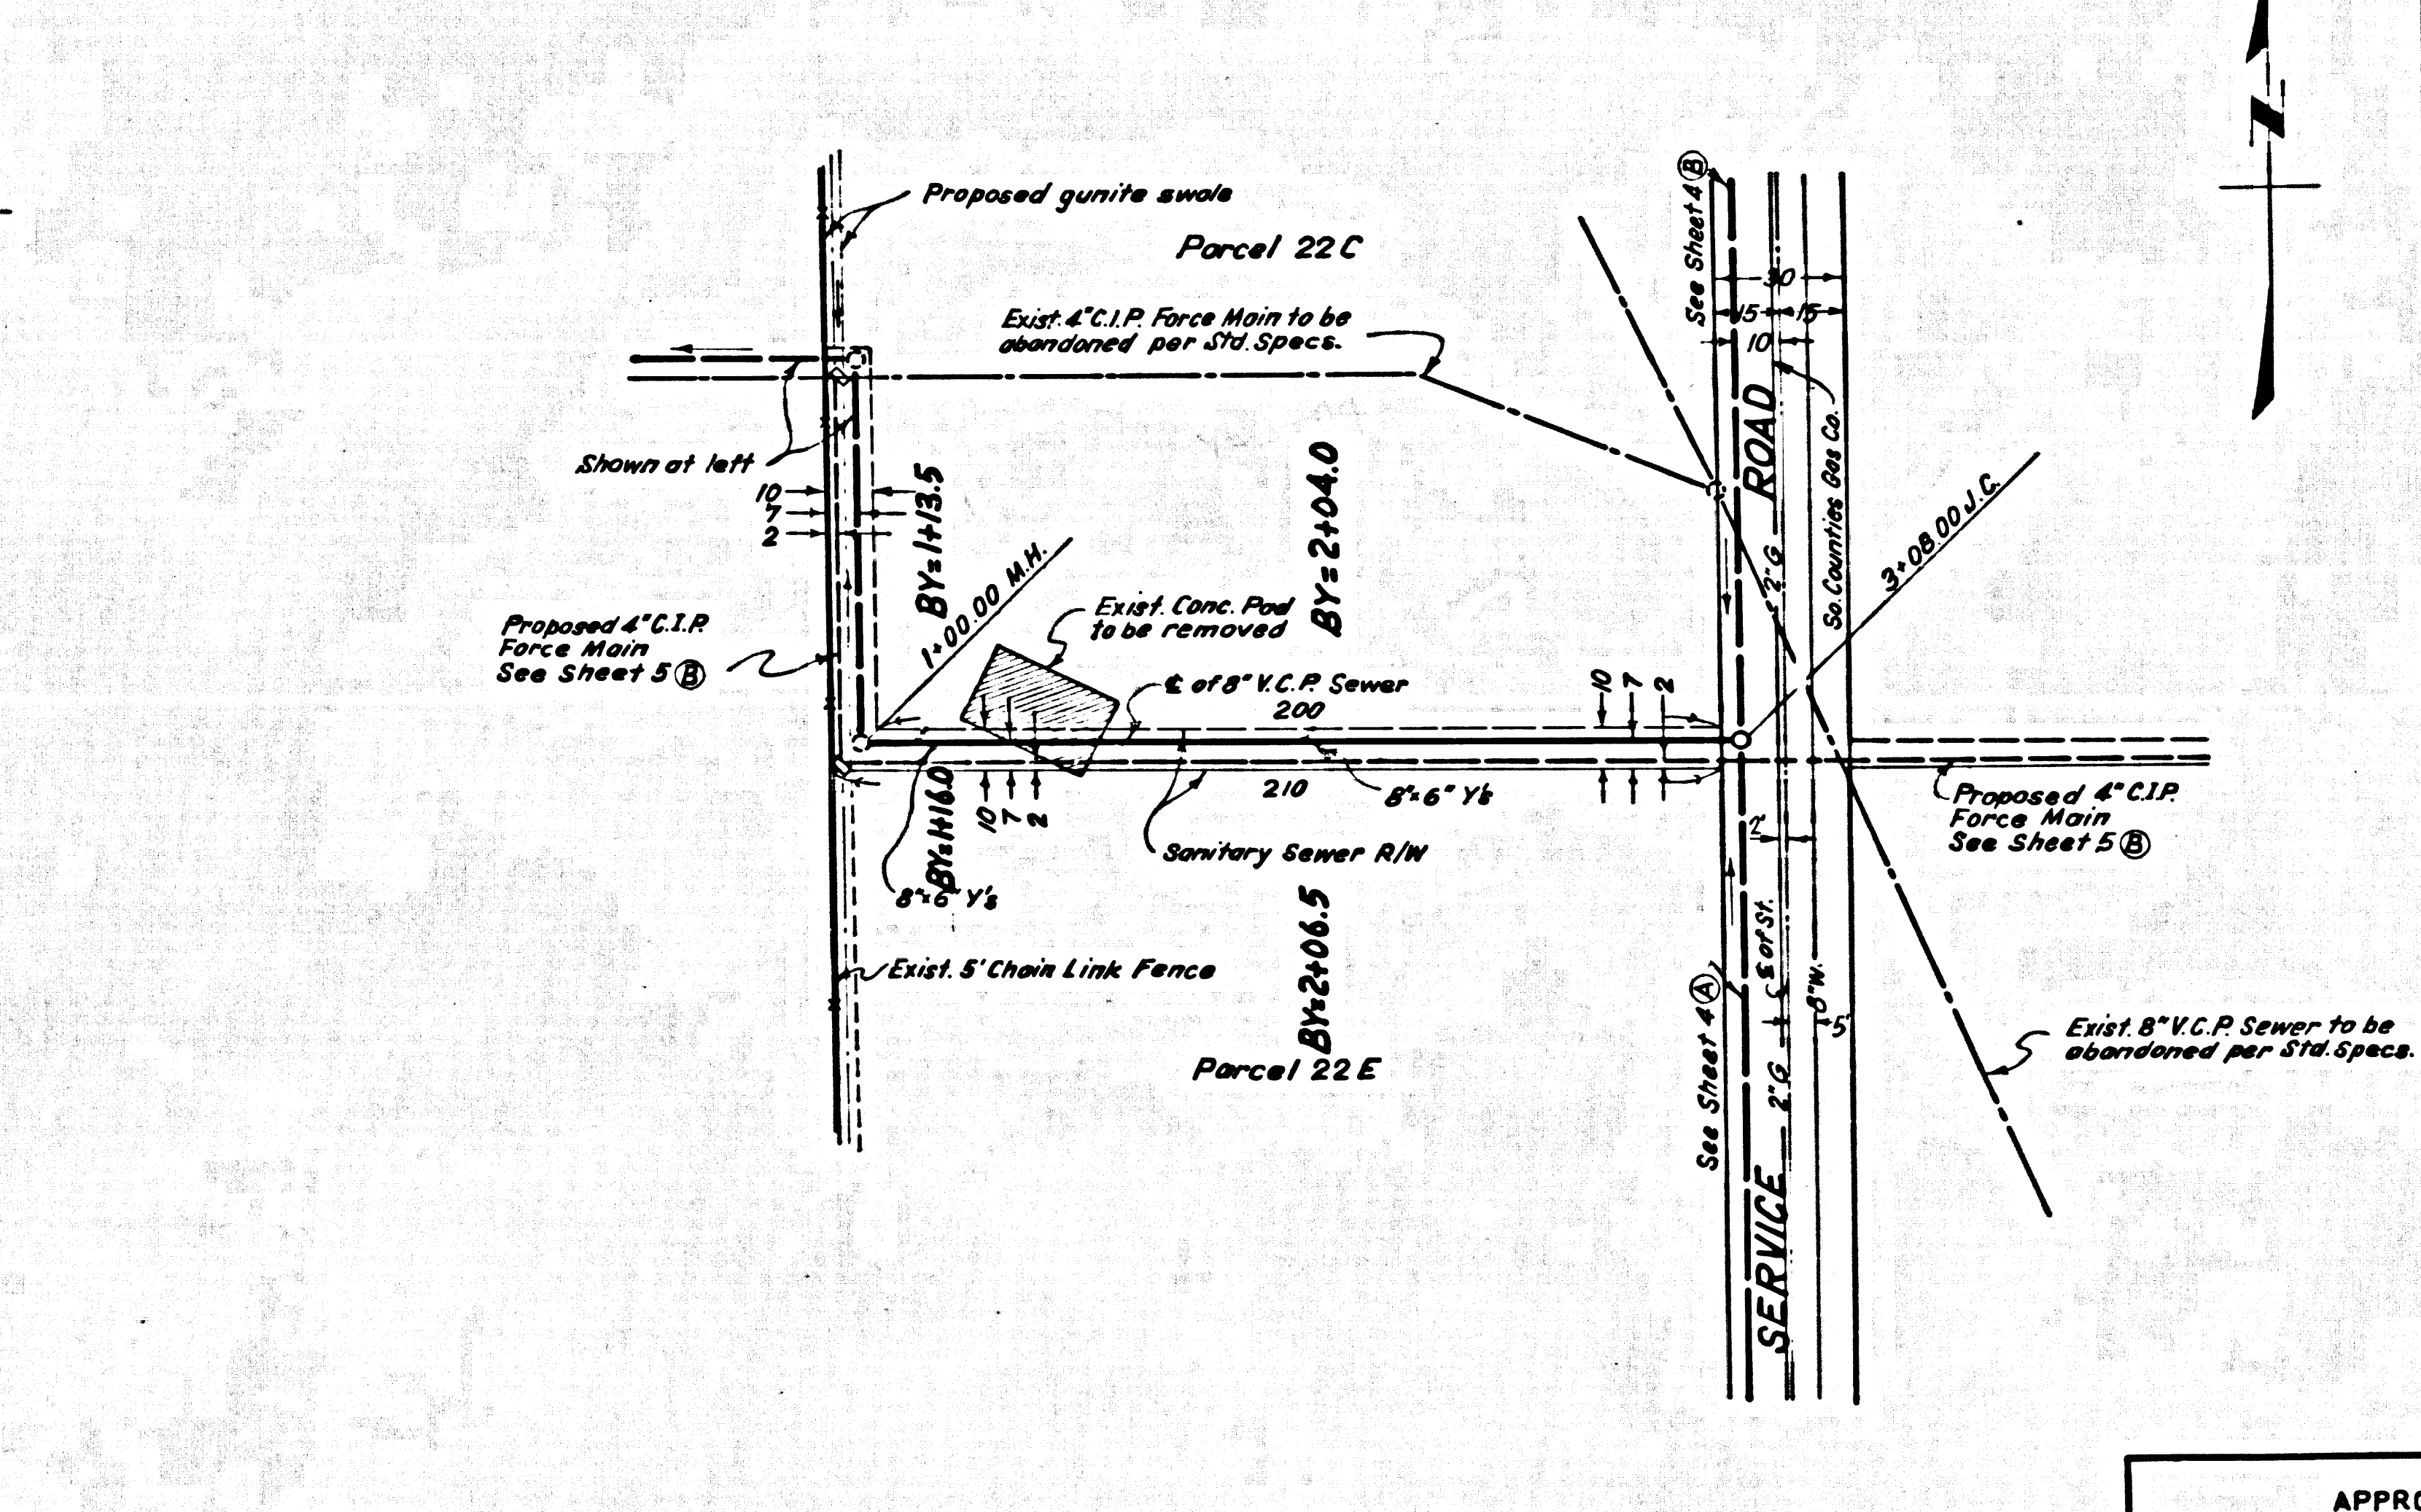 N
Proposed gunite swale
Parcel 22 C
Exist. 4" C.I.P. Force Main to be
abandoned per Std. Specs.
See Sheet 4 B
30
15
15
10
Shown at left
10
7
2
BY=1+13.5
BY=2+04.0
ROAD
2" G
So. Counties Gas Co.
3+08.00 J.C.
1+00.00 M.H.
Exist. Conc. Pad
to be removed
Proposed 4" C.I.P.
Force Main
See Sheet 5 B
℄ of 8" V.C.P. Sewer
200
10
7
2
210
8"x6" Y's
10
7
2
BY=1+16.0
8"x6" Y's
Sanitary Sewer R/W
2'
Proposed 4" C.I.P.
Force Main
See Sheet 5 B
Exist. 5' Chain Link Fence
BY=2+06.5
Parcel 22 E
See Sheet 4 A
℄ of St.
8" W.
5'
2" G
SERVICE
Exist. 8" V.C.P. Sewer to be
abandoned per Std. Specs.